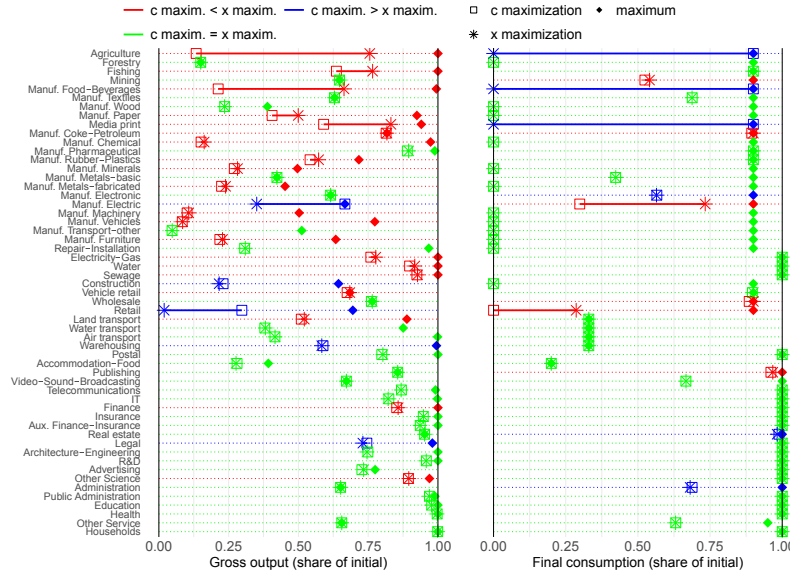 c maxim. < x maxim.
c maxim. > x maxim.
c maximization
maximum
c maxim. = x maxim.
x maximization
Agriculture
Forestry
Fishing
Mining
Manuf. Food−Beverages
Manuf. Textiles
Manuf. Wood
Manuf. Paper
Media print
Manuf. Coke−Petroleum
Manuf. Chemical
Manuf. Pharmaceutical
Manuf. Rubber−Plastics
Manuf. Minerals
Manuf. Metals−basic
Manuf. Metals−fabricated
Manuf. Electronic
Manuf. Electric
Manuf. Machinery
Manuf. Vehicles
Manuf. Transport−other
Manuf. Furniture
Repair−Installation
Electricity−Gas
Water
Sewage
Construction
Vehicle retail
Wholesale
Retail
Land transport
Water transport
Air transport
Warehousing
Postal
Accommodation−Food
Publishing
Video−Sound−Broadcasting
Telecommunications
IT
Finance
Insurance
Aux. Finance−Insurance
Real estate
Legal
Architecture−Engineering
R&D
Advertising
Other Science
Administration
Public Administration
Education
Health
Other Service
Households
0.00 0.25 0.50 0.75 1.00
Gross output (share of initial)
0.00 0.25 0.50 0.75 1.00
Final consumption (share of initial)